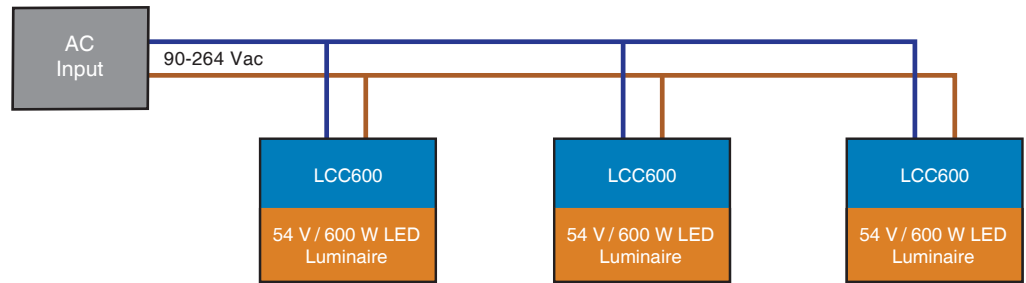 AC
Input
90-264 Vac
LCC600
LCC600
LCC600
54 V / 600 W LED
Luminaire
54 V / 600 W LED
Luminaire
54 V / 600 W LED
Luminaire